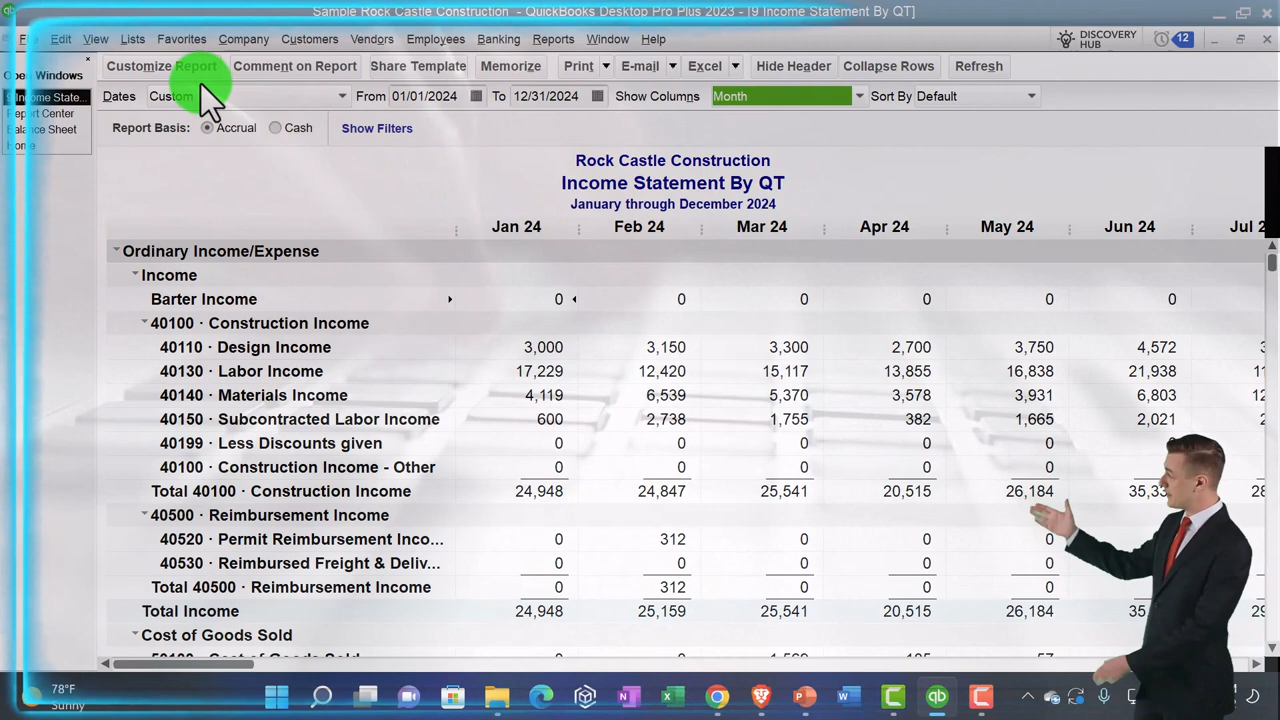 Sample Rock Castle Construction - QuickBooks Desktop Pro Plus 2023 - [9 Income Statement By QT]
File Edit View Lists Favorites Company Customers Vendors Employees Banking Reports Window Help
DISCOVERY HUB 12
Open Windows
Customize Report Comment on Report Share Template Memorize Print E-mail Excel Hide Header Collapse Rows Refresh
9 Income State...
Report Center
Balance Sheet
Home
Dates Custom From 01/01/2024 To 12/31/2024 Show Columns Month Sort By Default
Report Basis: Accrual Cash Show Filters
Rock Castle Construction
Income Statement By QT
January through December 2024
Jan 24 Feb 24 Mar 24 Apr 24 May 24 Jun 24 Jul 2
Ordinary Income/Expense
Income
Barter Income 0 0 0 0 0 0
40100 · Construction Income
40110 · Design Income 3,000 3,150 3,300 2,700 3,750 4,572
40130 · Labor Income 17,229 12,420 15,117 13,855 16,838 21,938
40140 · Materials Income 4,119 6,539 5,370 3,578 3,931 6,803 12
40150 · Subcontracted Labor Income 600 2,738 1,755 382 1,665 2,021
40199 · Less Discounts given 0 0 0 0 0
40100 · Construction Income - Other 0 0 0 0 0
Total 40100 · Construction Income 24,948 24,847 25,541 20,515 26,184 35,33 28
40500 · Reimbursement Income
40520 · Permit Reimbursement Inco... 0 312 0 0 0
40530 · Reimbursed Freight & Deliv... 0 0 0 0 0
Total 40500 · Reimbursement Income 0 312 0 0 0
Total Income 24,948 25,159 25,541 20,515 26,184 35 29
Cost of Goods Sold
78°F
Sunny